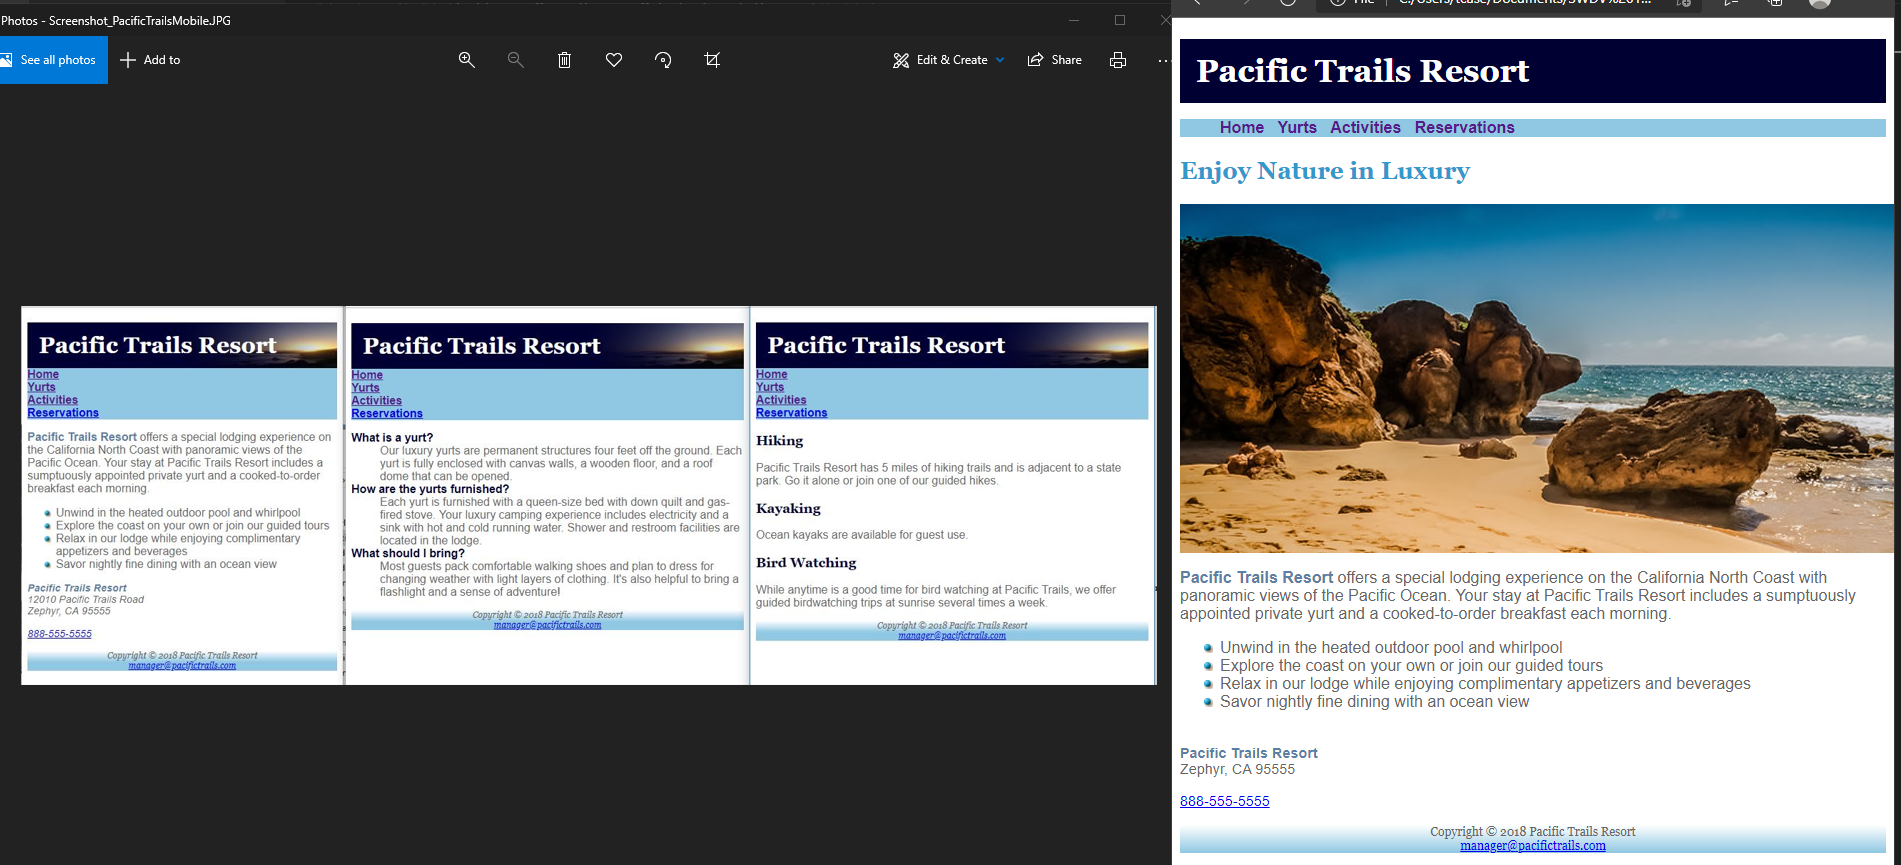 Photos - Screenshot_PacificTrailsMobile.JPG
See all photos
Add to
Edit & Create
Share
Pacific Trails Resort
Home
Yurts
Activities
Reservations
Pacific Trails Resort offers a special lodging experience on
the California North Coast with panoramic views of the
Pacific Ocean. Your stay at Pacific Trails Resort includes a
sumptuously appointed private yurt and a cooked-to-order
breakfast each morning.
Unwind in the heated outdoor pool and whirlpool
Explore the coast on your own or join our guided tours
Relax in our lodge while enjoying complimentary
appetizers and beverages
Savor nightly fine dining with an ocean view
Pacific Trails Resort
12010 Pacific Trails Road
Zephyr, CA 95555
888-555-5555
Copyright © 2018 Pacific Trails Resort
manager@pacifictrails.com
Pacific Trails Resort
Home
Yurts
Activities
Reservations
What is a yurt?
Our luxury yurts are permanent structures four feet off the ground. Each
yurt is fully enclosed with canvas walls, a wooden floor, and a roof
dome that can be opened.
How are the yurts furnished?
Each yurt is furnished with a queen-size bed with down quilt and gas-
fired stove. Your luxury camping experience includes electricity and a
sink with hot and cold running water. Shower and restroom facilities are
located in the lodge.
What should I bring?
Most guests pack comfortable walking shoes and plan to dress for
changing weather with light layers of clothing. It's also helpful to bring a
flashlight and a sense of adventure!
Copyright © 2018 Pacific Trails Resort
manager@pacifictrails.com
Pacific Trails Resort
Home
Yurts
Activities
Reservations
Hiking
Pacific Trails Resort has 5 miles of hiking trails and is adjacent to a state
park. Go it alone or join one of our guided hikes.
Kayaking
Ocean kayaks are available for guest use.
Bird Watching
While anytime is a good time for bird watching at Pacific Trails, we offer
guided birdwatching trips at sunrise several times a week.
Copyright © 2018 Pacific Trails Resort
manager@pacifictrails.com
Pacific Trails Resort
Home Yurts Activities Reservations
Enjoy Nature in Luxury
Pacific Trails Resort offers a special lodging experience on the California North Coast with
panoramic views of the Pacific Ocean. Your stay at Pacific Trails Resort includes a sumptuously
appointed private yurt and a cooked-to-order breakfast each morning.
Unwind in the heated outdoor pool and whirlpool
Explore the coast on your own or join our guided tours
Relax in our lodge while enjoying complimentary appetizers and beverages
Savor nightly fine dining with an ocean view
Pacific Trails Resort
Zephyr, CA 95555
888-555-5555
Copyright © 2018 Pacific Trails Resort
manager@pacifictrails.com